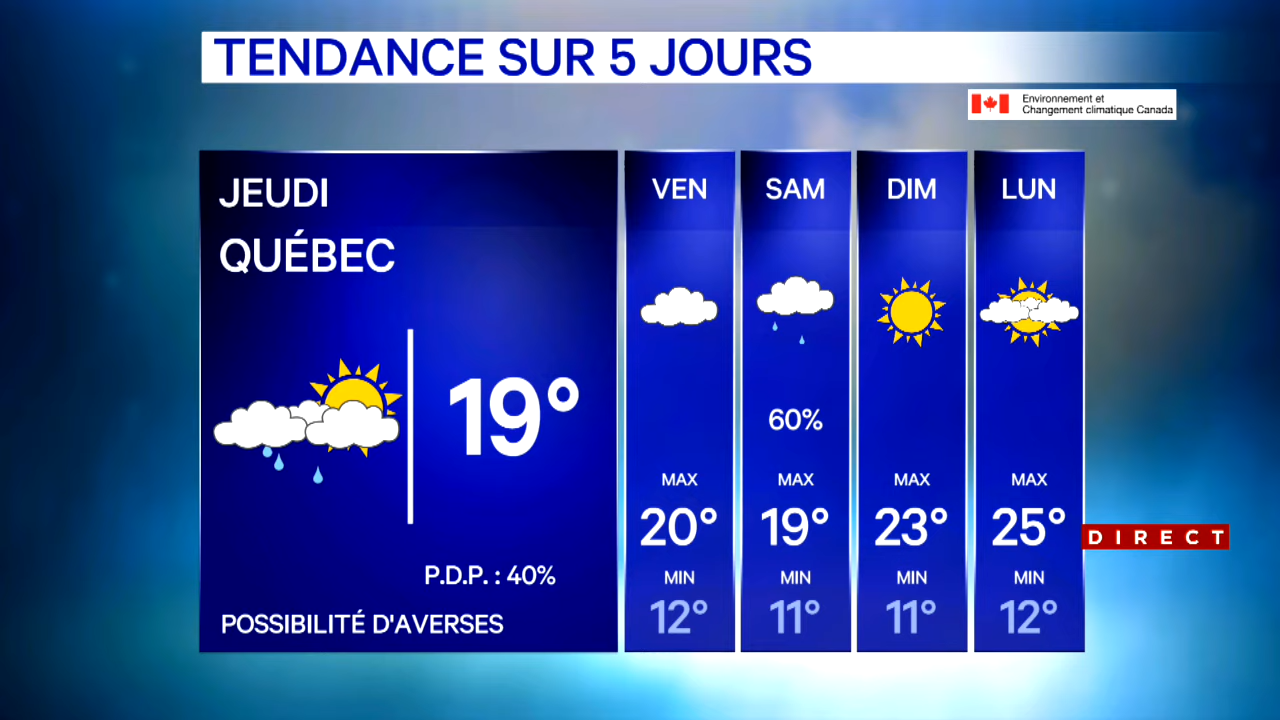 TENDANCE SUR 5 JOURS
Environnement et
Changement climatique Canada
JEUDI
QUÉBEC
19°
P.D.P. : 40%
POSSIBILITÉ D'AVERSES
VEN
MAX
20°
MIN
12°
SAM
60%
MAX
19°
MIN
11°
DIM
MAX
23°
MIN
11°
LUN
MAX
25°
MIN
12°
DIRECT